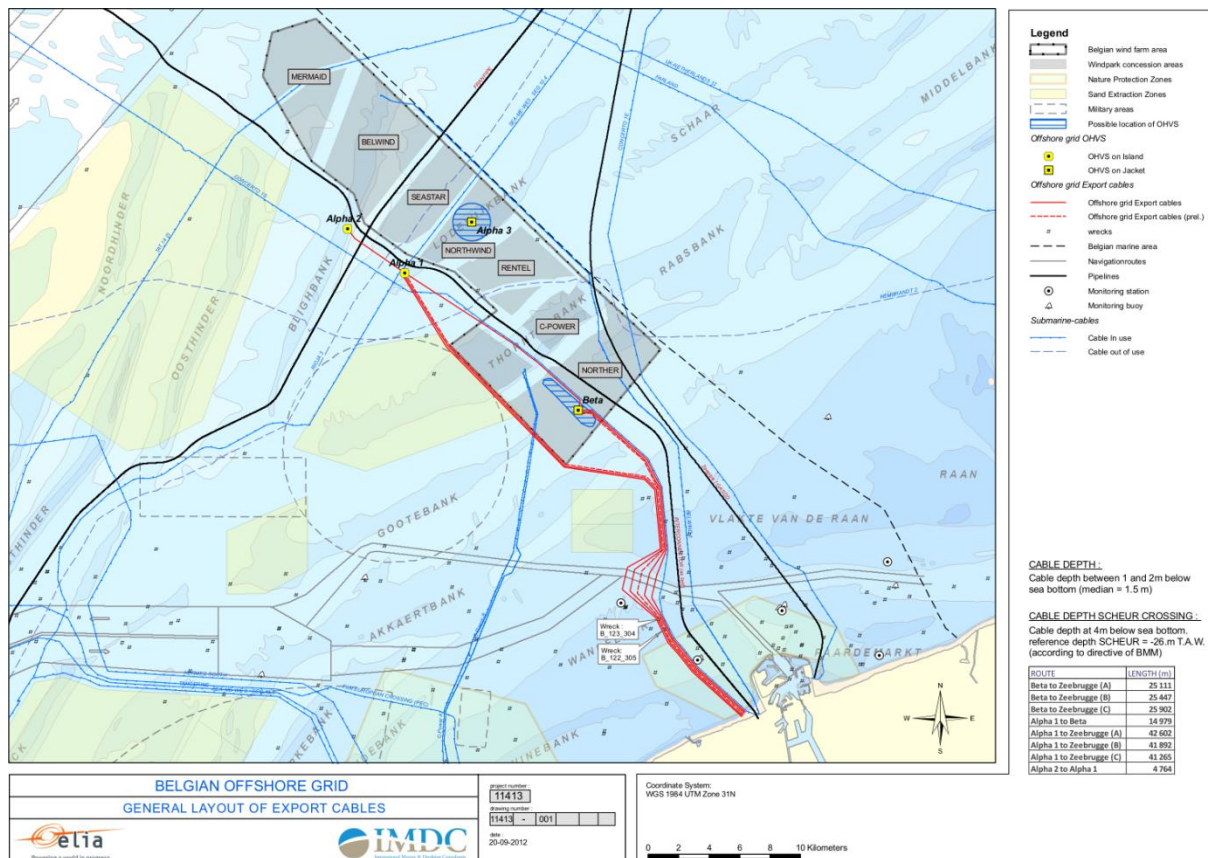 MERMAID
BELWIND
SEASTAR
Alpha 2
Alpha 3
NORTHWIND
Alpha 1
RENTEL
C-POWER
NORTHER
Beta
SCHAAR
MIDDELBANK
RABSBANK
NOORDHINDER
OOSTHINDER
BLIGHBANK
REMBRANDT 2
CONCERTO 1S
GOOTEBANK
VLAKTE VAN DE RAAN
RAAN
AKKAERTBANK
Wreck :
B_123_304
Wreck:
B_122_305
N
W
E
S
Legend
Belgian wind farm area
Windpark concession areas
Nature Protection Zones
Sand Extraction Zones
Military areas
Possible location of OHVS
Offshore grid OHVS
OHVS on Island
OHVS on Jacket
Offshore grid Export cables
Offshore grid Export cables
Offshore grid Export cables (prel.)
wrecks
Belgian marine area
Navigationroutes
Pipelines
Monitoring station
Monitoring buoy
Submarine-cables
Cable In use
Cable out of use
CABLE DEPTH :
Cable depth between 1 and 2m below
sea bottom (median = 1.5 m)
CABLE DEPTH SCHEUR CROSSING :
Cable depth at 4m below sea bottom.
reference depth SCHEUR = -26.m T.A.W.
(according to directive of BMM)
ROUTE LENGTH (m)
Beta to Zeebrugge (A) 25 111
Beta to Zeebrugge (B) 25 447
Beta to Zeebrugge (C) 25 902
Alpha 1 to Beta 14 979
Alpha 1 to Zeebrugge (A) 42 602
Alpha 1 to Zeebrugge (B) 41 892
Alpha 1 to Zeebrugge (C) 41 265
Alpha 2 to Alpha 1 4 764
BELGIAN OFFSHORE GRID
GENERAL LAYOUT OF EXPORT CABLES
elia
IMDC
project number :
11413
drawing number :
11413 - 001
date :
20-09-2012
Coordinate System:
WGS 1984 UTM Zone 31N
0 2 4 6 8 10 Kilometers